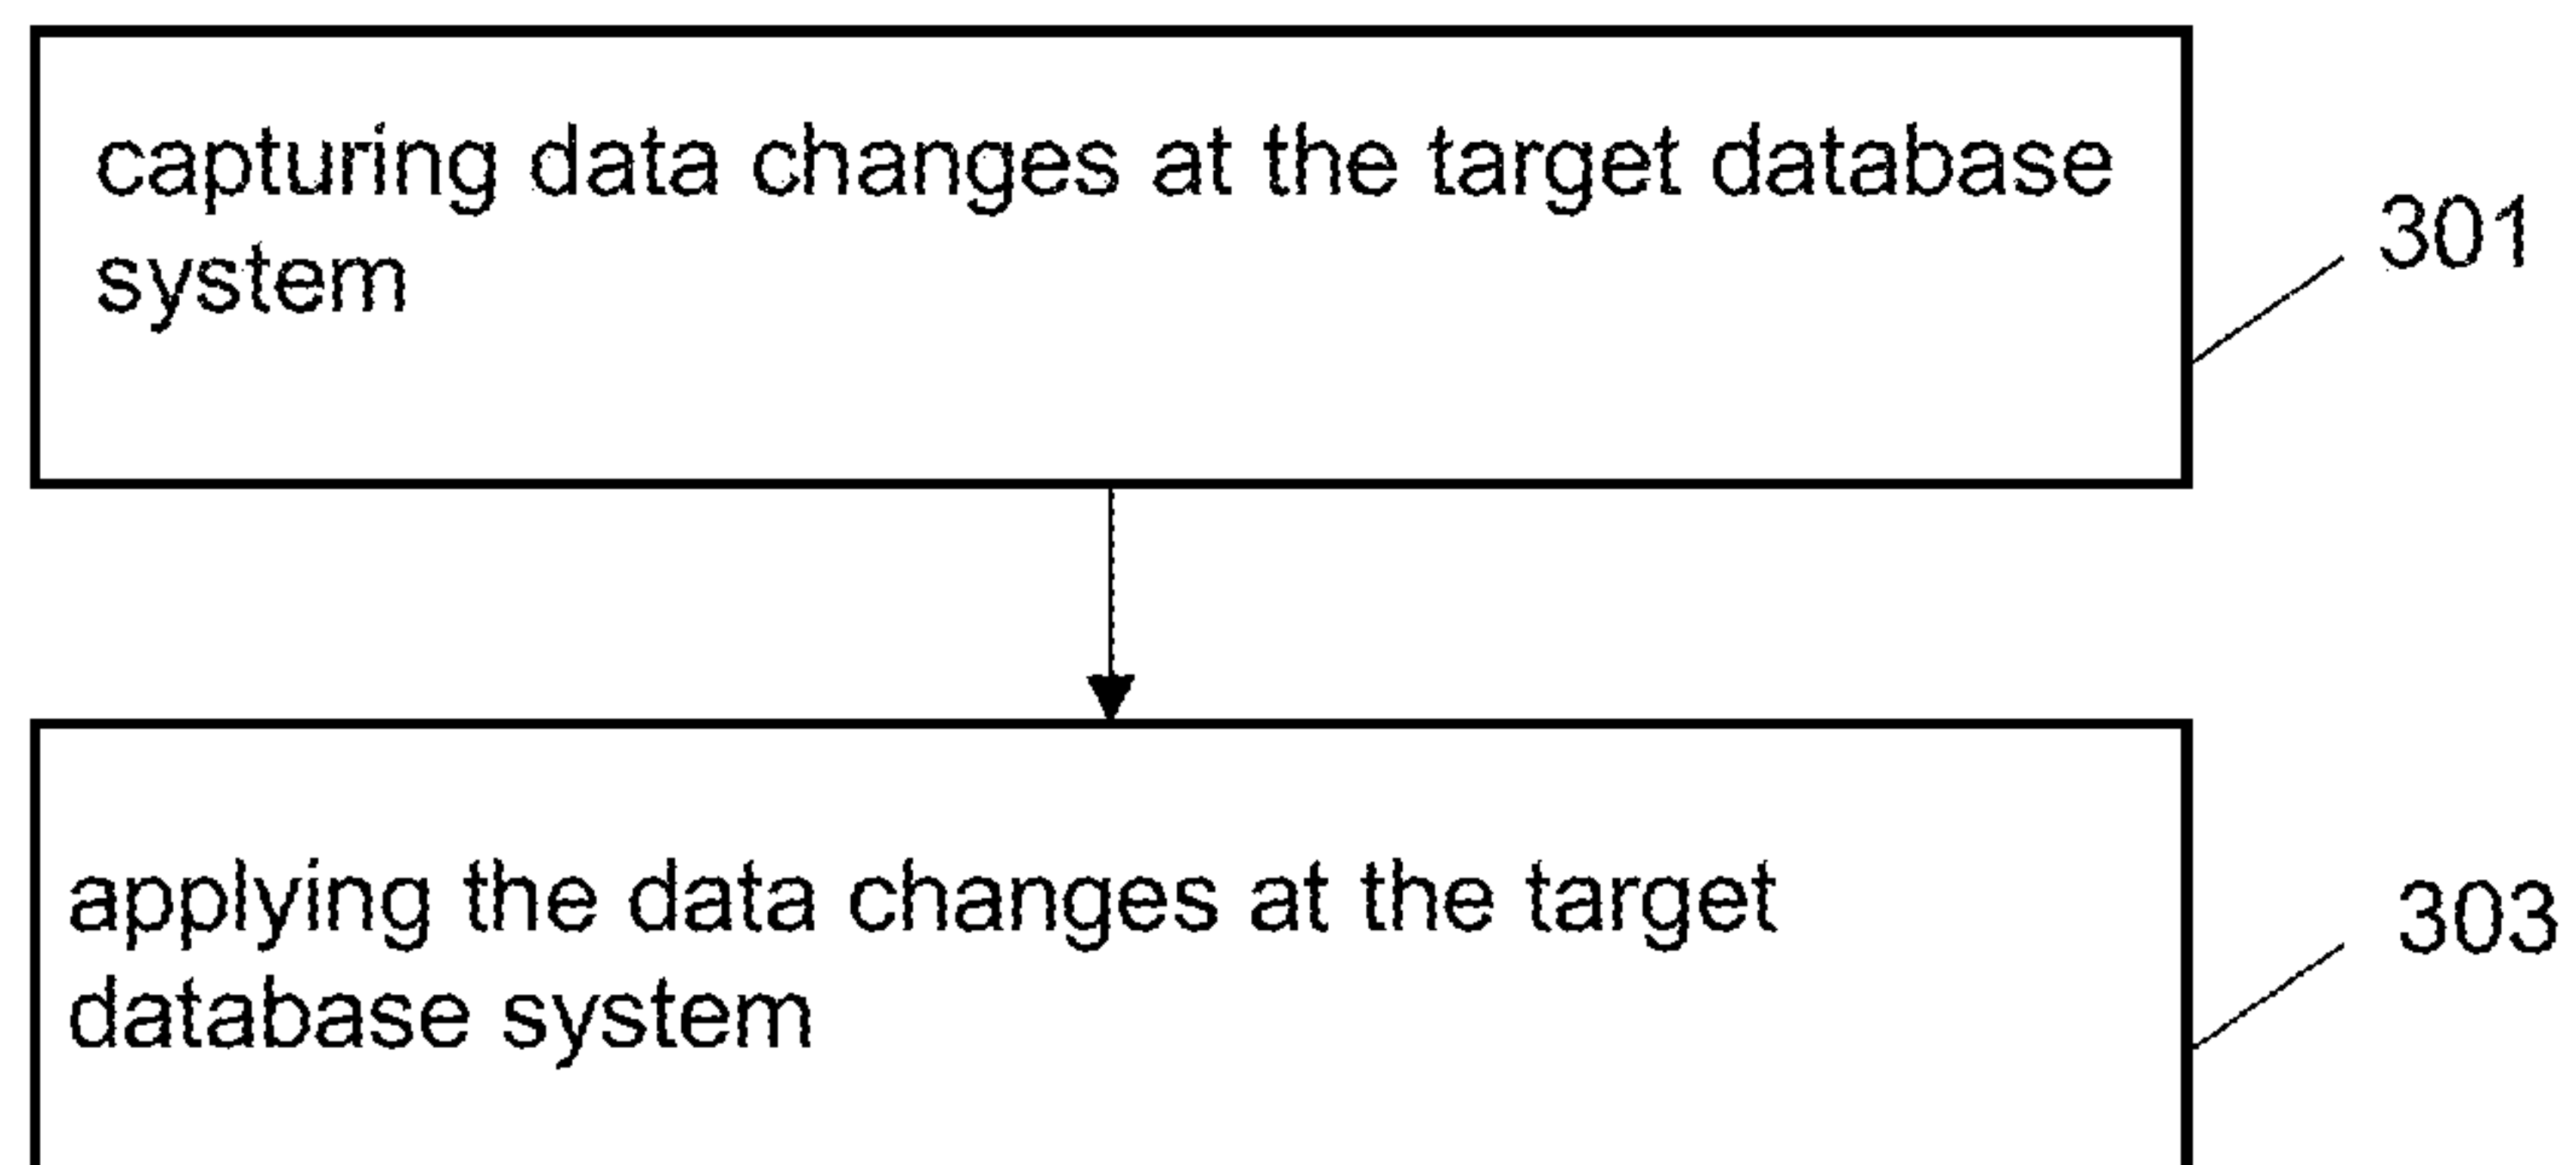 capturing data changes at the target database
system
301
applying the data changes at the target
database system
303